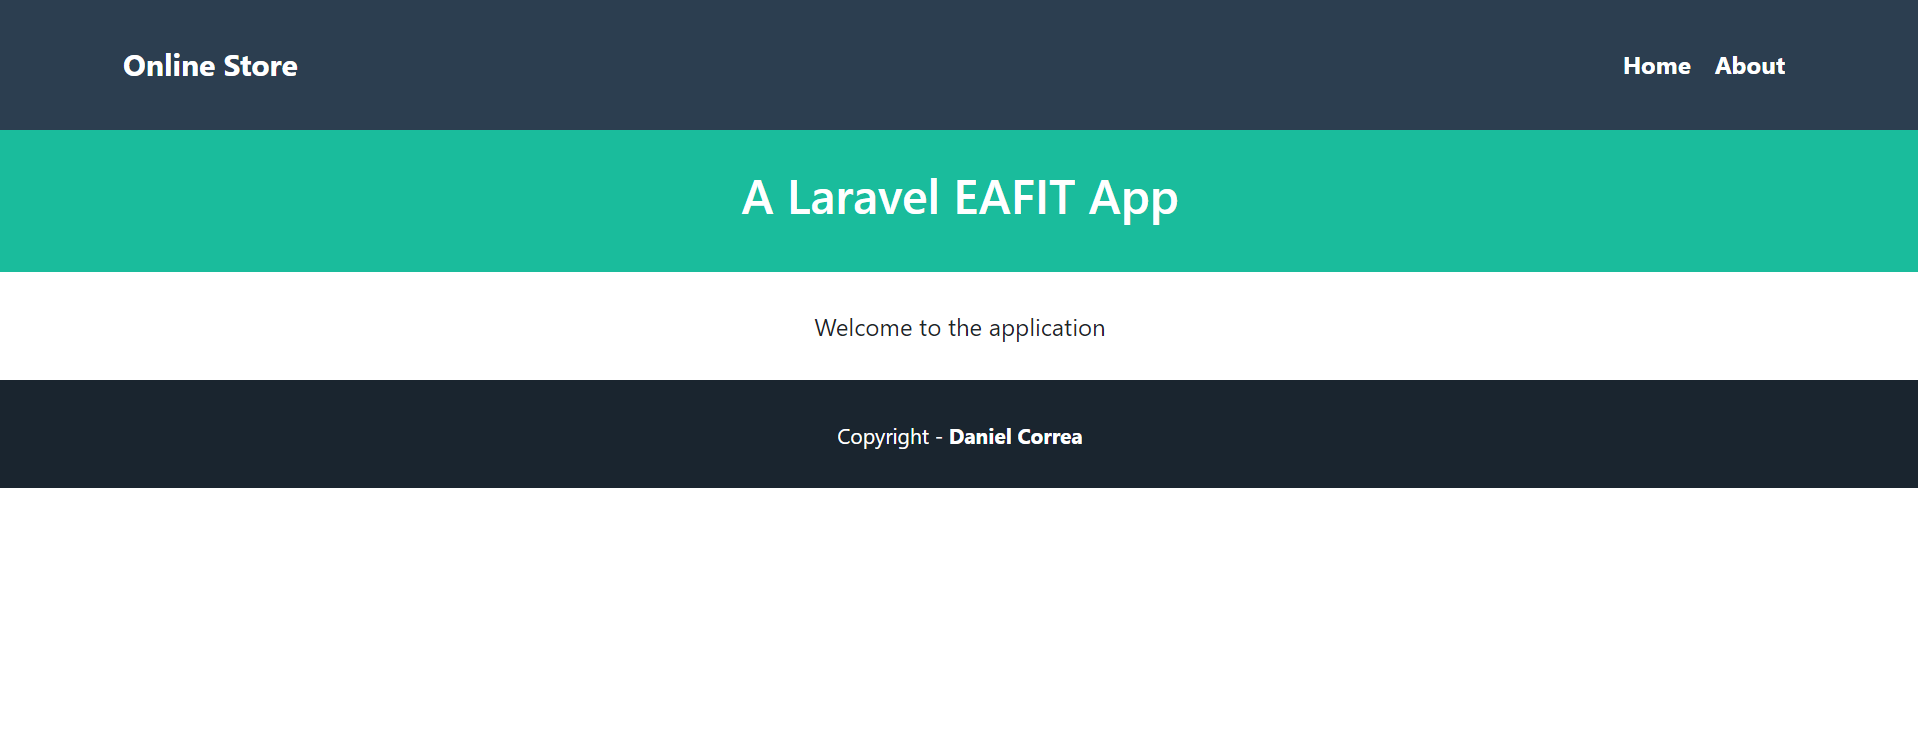 Online Store
Home About
A Laravel EAFIT App
Welcome to the application
Copyright - Daniel Correa